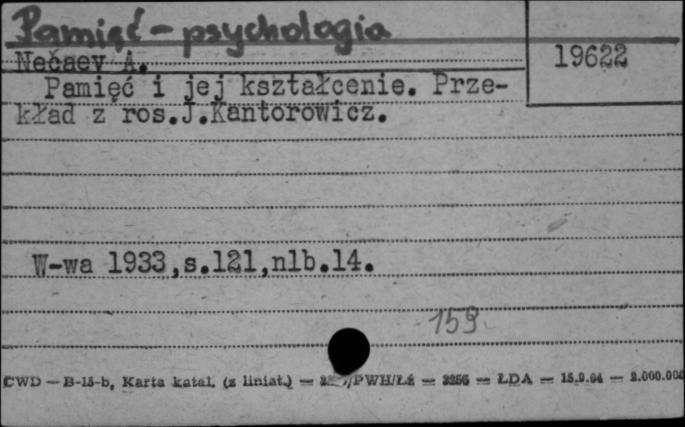 Pamięć - psychologia
Nečaev A.
19622
Pamięć i jej kształcenie. Prze-
kład z ros.J.Kantorowicz.
W-wa 1933,s.121,nlb.14.
159.
CWD — B-15-b, Karta katal. (z liniat.) — /PWH/Łź — 3255 — ŁDA — 15.9.64 — 2.000.000